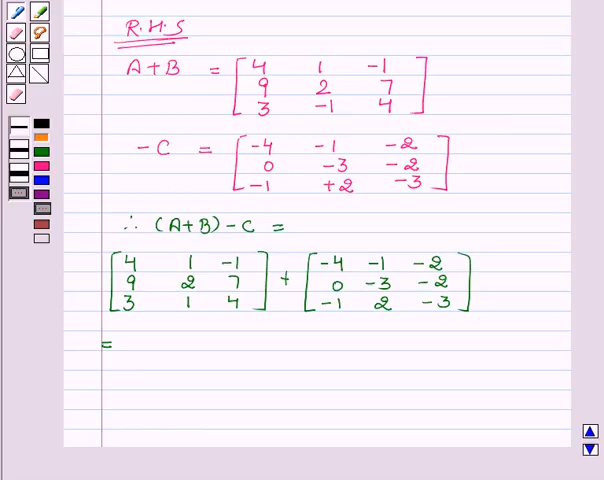 R.H.S
A+B = [4 1 -1
9 2 7
3 -1 4]
-C = [-4 -1 -2
0 -3 -2
-1 +2 -3]
∴ (A+B)-C =
[4 1 -1 + [-4 -1 -2
9 2 7 0 -3 -2
3 1 4] -1 2 -3]
=